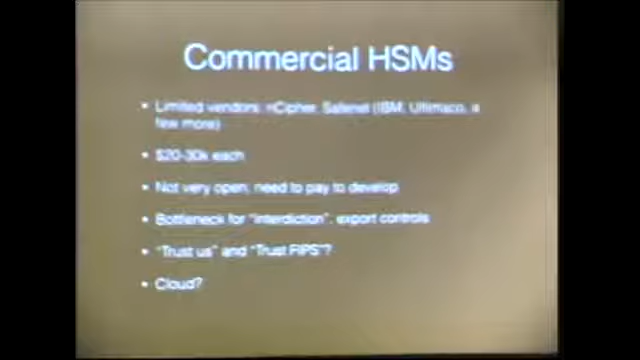 Commercial HSMs
• Limited vendors: nCipher, Safenet (IBM, Utimaco, a
few more)
• $20-30k each
• Not very open; need to pay to develop
• Bottleneck for "interdiction", export controls
• "Trust us" and "Trust FIPS"?
• Cloud?